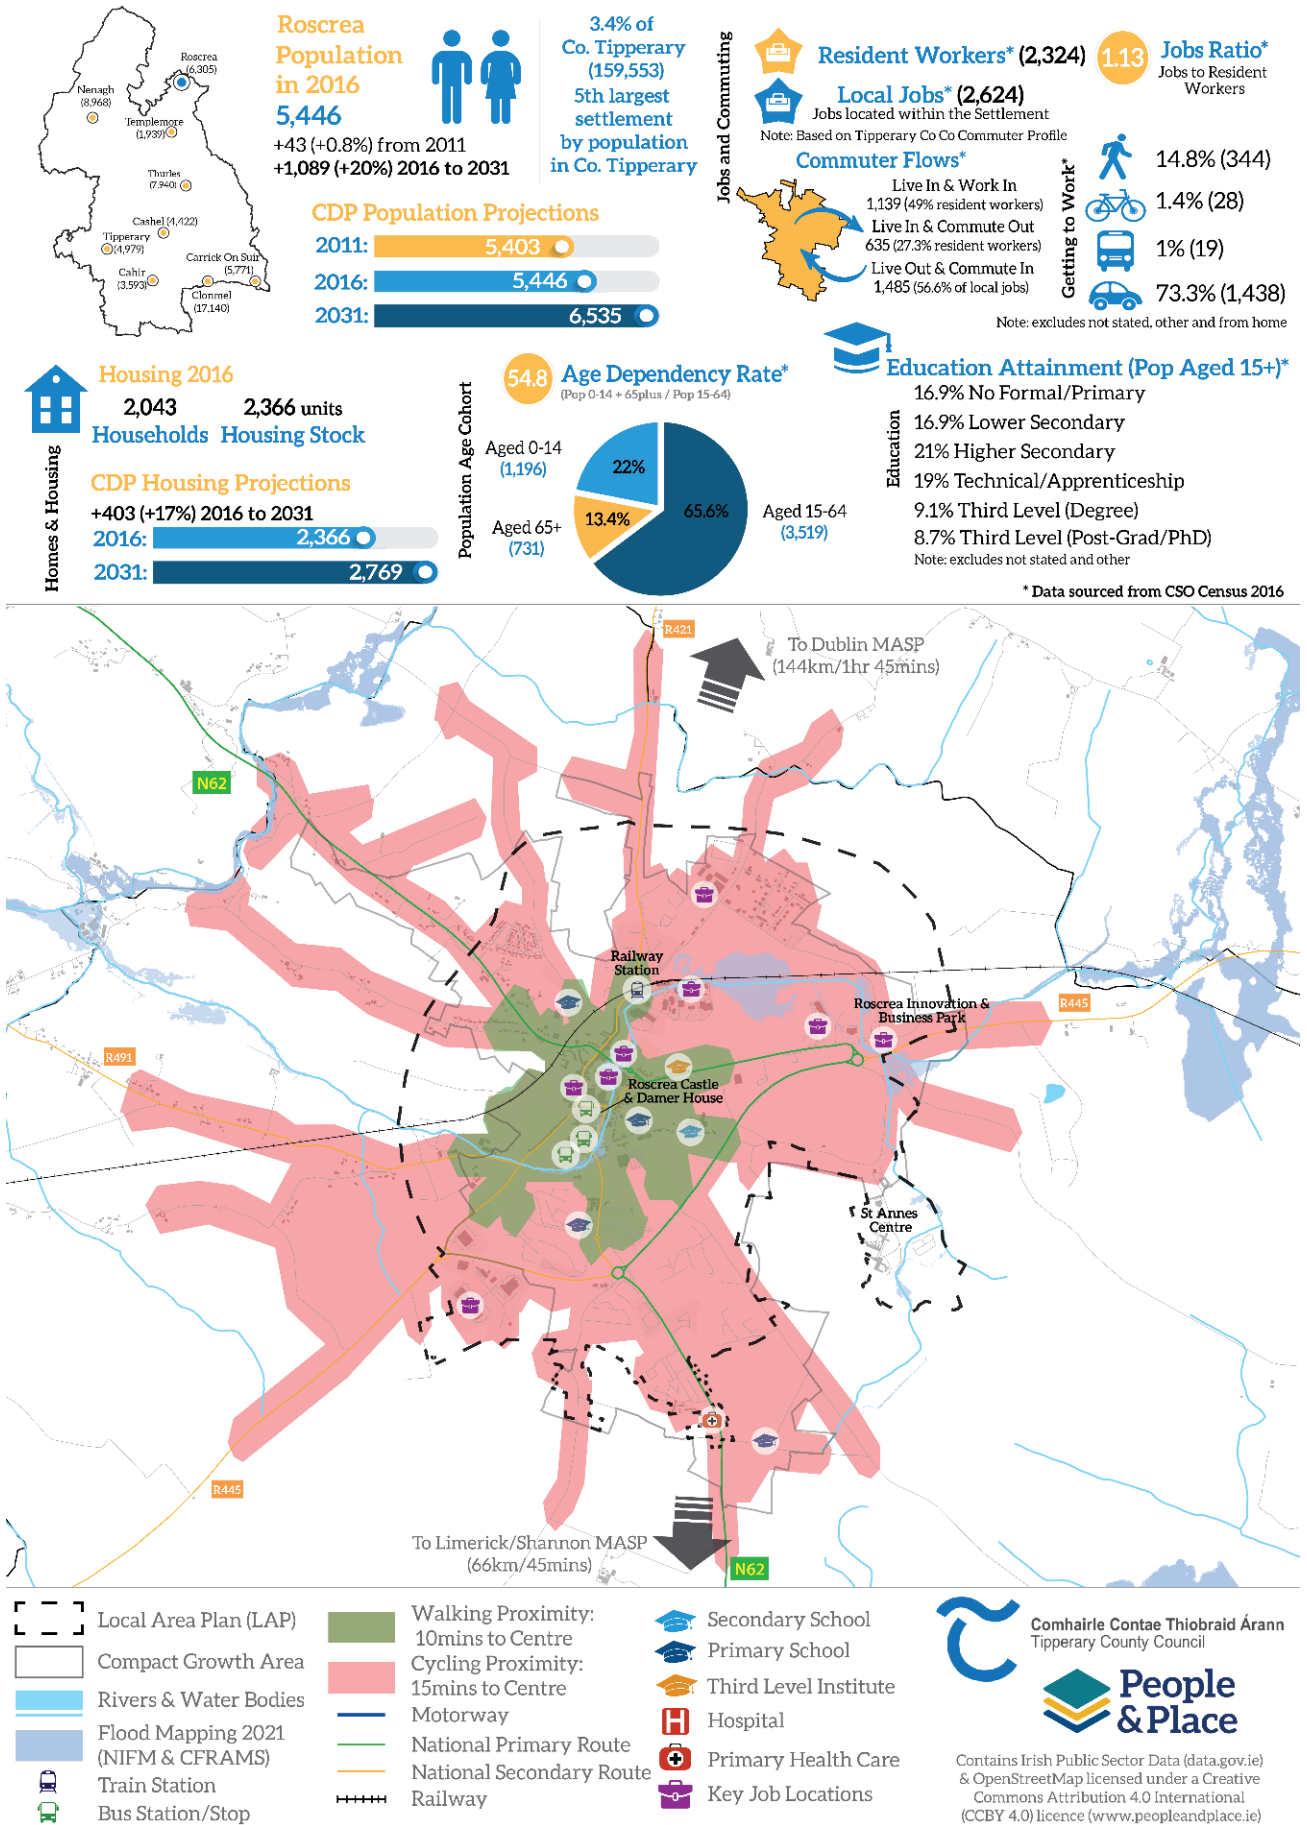 Roscrea
(6,305)
Nenagh
(8,968)
Templemore
(1,939)
Thurles
(7,940)
Cashel (4,422)
Tipperary
(4,979)
Cahir
(3,593)
Carrick On Suir
(5,771)
Clonmel
(17,140)
Roscrea
Population
in 2016
5,446
+43 (+0.8%) from 2011
+1,089 (+20%) 2016 to 2031
3.4% of
Co. Tipperary
(159,553)
5th largest
settlement
by population
in Co. Tipperary
CDP Population Projections
2011: 5,403
2016: 5,446
2031: 6,535
Jobs and Commuting
Resident Workers* (2,324)
Local Jobs* (2,624)
Jobs located within the Settlement
Note: Based on Tipperary Co Co Commuter Profile
1.13
Jobs Ratio*
Jobs to Resident
Workers
Commuter Flows*
Live In & Work In
1,139 (49% resident workers)
Live In & Commute Out
635 (27.3% resident workers)
Live Out & Commute In
1,485 (56.6% of local jobs)
Getting to Work*
14.8% (344)
1.4% (28)
1% (19)
73.3% (1,438)
Note: excludes not stated, other and from home
Homes & Housing
Housing 2016
2,043
Households
2,366 units
Housing Stock
CDP Housing Projections
+403 (+17%) 2016 to 2031
2016: 2,366
2031: 2,769
Population Age Cohort
54.8
Age Dependency Rate*
(Pop 0-14 + 65plus / Pop 15-64)
Aged 0-14
(1,196)
22%
Aged 65+
(731)
13.4%
65.6%
Aged 15-64
(3,519)
Education
Education Attainment (Pop Aged 15+)*
16.9% No Formal/Primary
16.9% Lower Secondary
21% Higher Secondary
19% Technical/Apprenticeship
9.1% Third Level (Degree)
8.7% Third Level (Post-Grad/PhD)
Note: excludes not stated and other
* Data sourced from CSO Census 2016
R421
To Dublin MASP
(144km/1hr 45mins)
N62
Railway
Station
Roscrea Innovation &
Business Park
R445
R491
Roscrea Castle
& Damer House
St Annes
Centre
R445
To Limerick/Shannon MASP
(66km/45mins)
N62
Local Area Plan (LAP)
Compact Growth Area
Rivers & Water Bodies
Flood Mapping 2021
(NIFM & CFRAMS)
Train Station
Bus Station/Stop
Walking Proximity:
10mins to Centre
Cycling Proximity:
15mins to Centre
Motorway
National Primary Route
National Secondary Route
Railway
Secondary School
Primary School
Third Level Institute
H Hospital
Primary Health Care
Key Job Locations
Comhairle Contae Thiobraid Árann
Tipperary County Council
People
& Place
Contains Irish Public Sector Data (data.gov.ie)
& OpenStreetMap licensed under a Creative
Commons Attribution 4.0 International
(CCBY 4.0) licence (www.peopleandplace.ie)